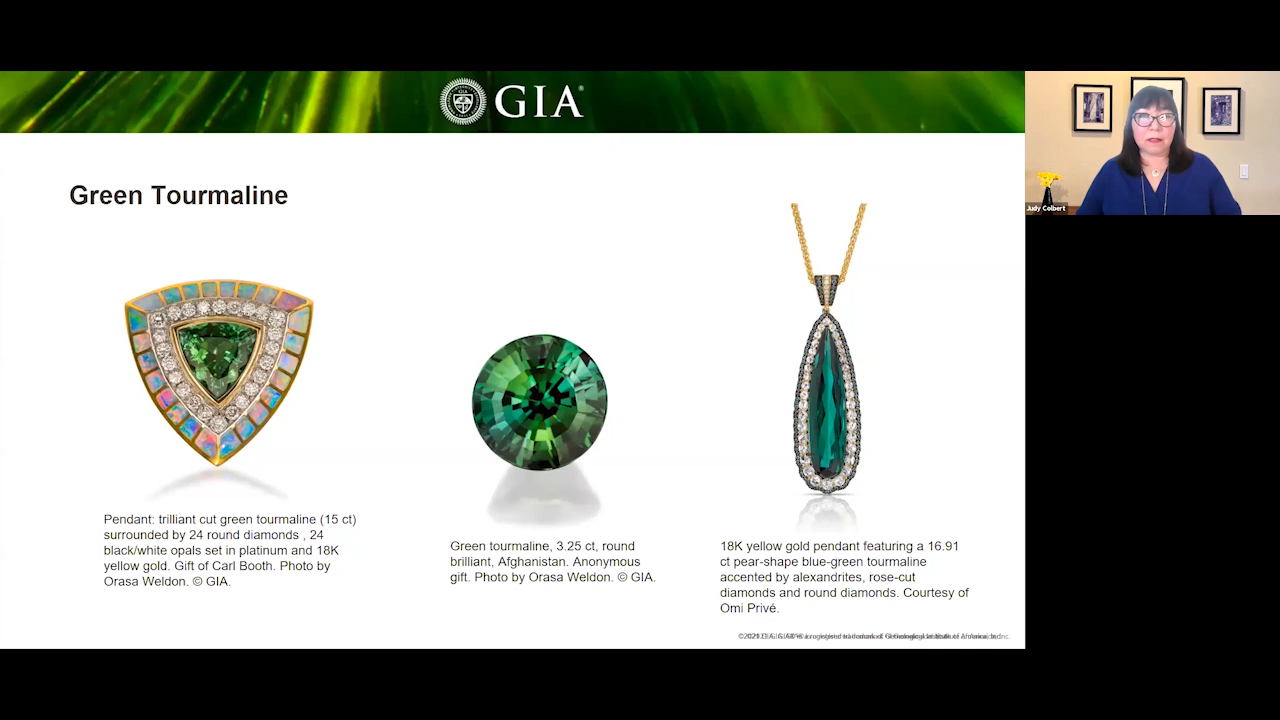 GIA
Judy Colbert
Green Tourmaline
Pendant: trilliant cut green tourmaline (15 ct)
surrounded by 24 round diamonds , 24
black/white opals set in platinum and 18K
yellow gold. Gift of Carl Booth. Photo by
Orasa Weldon. © GIA.
Green tourmaline, 3.25 ct, round
brilliant, Afghanistan. Anonymous
gift. Photo by Orasa Weldon. © GIA.
18K yellow gold pendant featuring a 16.91
ct pear-shape blue-green tourmaline
accented by alexandrites, rose-cut
diamonds and round diamonds. Courtesy of
Omi Privé.